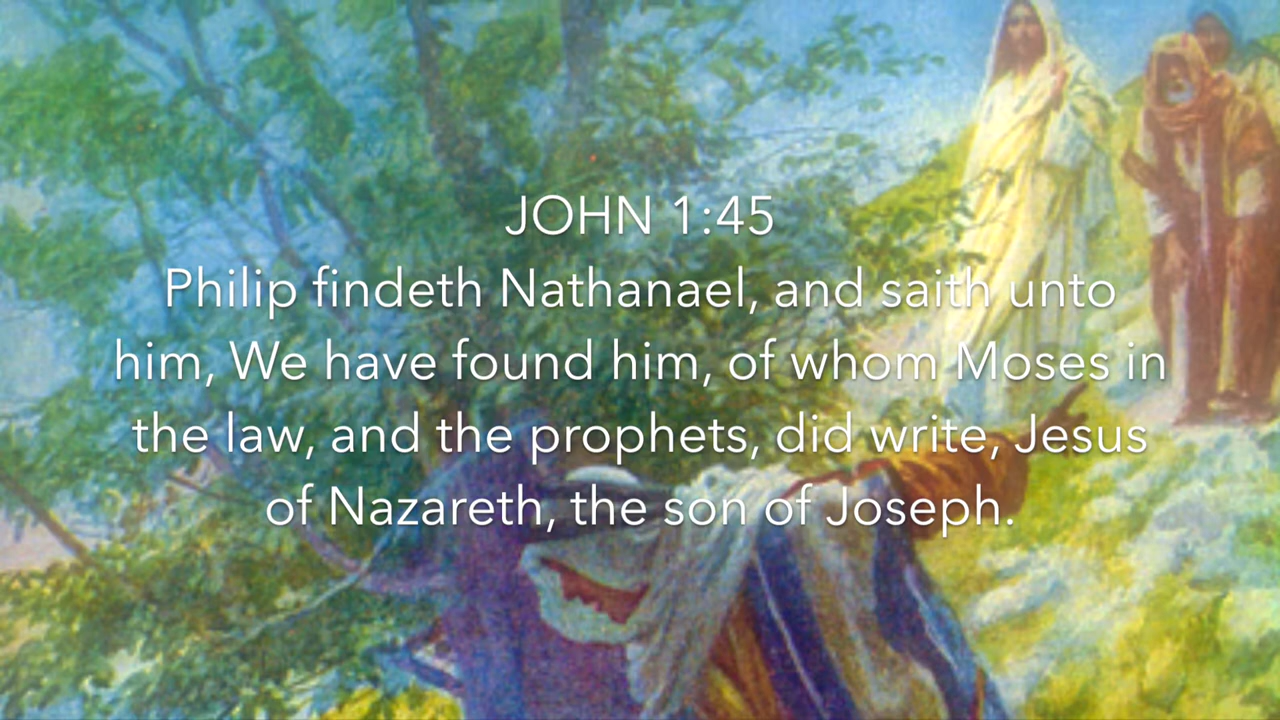 JOHN 1:45
Philip findeth Nathanael, and saith unto
him, We have found him, of whom Moses in
the law, and the prophets, did write, Jesus
of Nazareth, the son of Joseph.